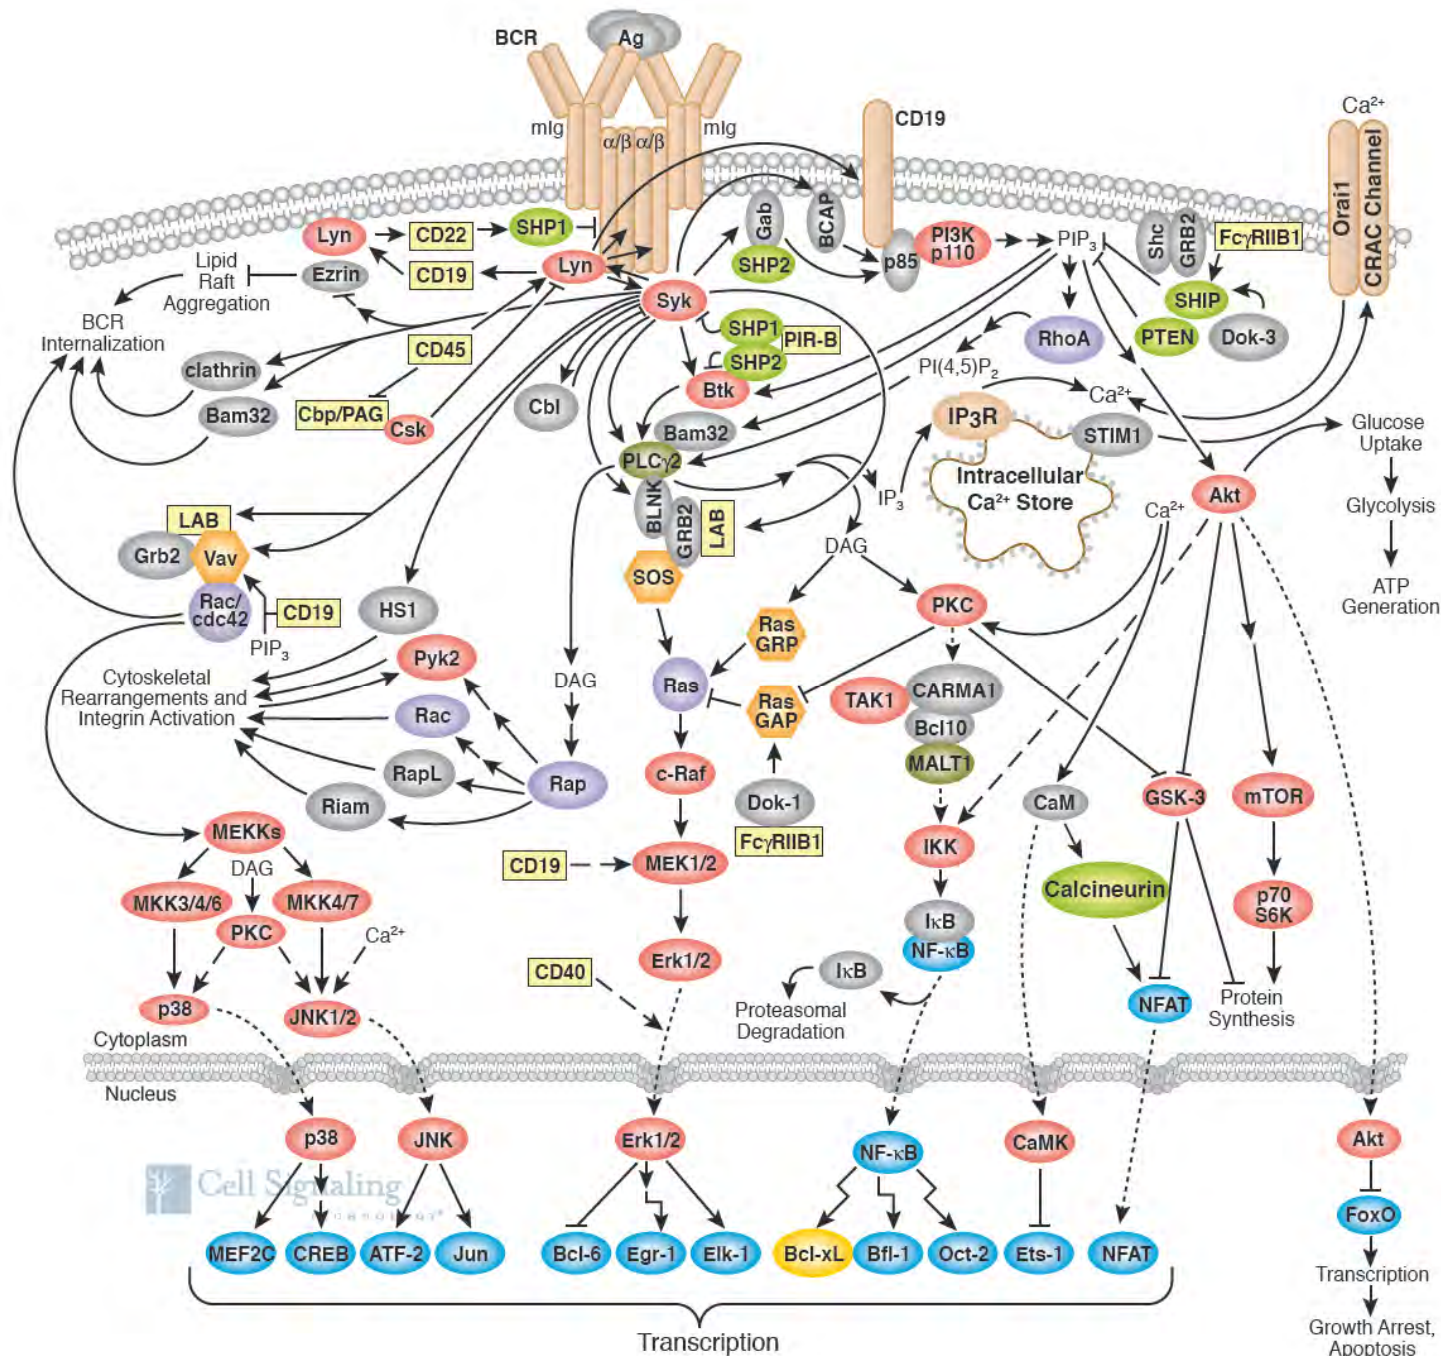 BCR
Ag
mIg
α/β α/β
mIg
CD19
Ca²⁺
Orai1
CRAC Channel
Lyn
CD22
SHP1
Lipid
Raft
Aggregation
Ezrin
CD19
Lyn
Syk
Gab
SHP2
BCAP
p85
PI3K
p110
PIP₃
Shc
GRB2
FcγRIIB1
SHIP
PTEN
Dok-3
RhoA
PI(4,5)P₂
BCR
Internalization
clathrin
Bam32
CD45
Cbp/PAG
Csk
Cbl
SHP1
SHP2
PIR-B
Btk
Bam32
PLCγ2
BLNK
GRB2
LAB
SOS
IP₃
DAG
IP3R
Ca²⁺
STIM1
Intracellular
Ca²⁺ Store
Akt
Ca²⁺
Glucose
Uptake
Glycolysis
ATP
Generation
LAB
Grb2
Vav
Rac/
cdc42
CD19
PIP₃
HS1
Pyk2
Cytoskeletal
Rearrangements and
Integrin Activation
Rac
RapL
Riam
DAG
Rap
Ras
Ras
GRP
Ras
GAP
PKC
TAK1
CARMA1
Bcl10
MALT1
c-Raf
Dok-1
FcγRIIB1
CD19
MEK1/2
IKK
CaM
GSK-3
mTOR
Calcineurin
p70
S6K
MEKKs
DAG
MKK3/4/6
MKK4/7
PKC
Ca²⁺
p38
JNK1/2
CD40
Erk1/2
IκB
NF-κB
IκB
Proteasomal
Degradation
NFAT
Protein
Synthesis
Cytoplasm
Nucleus
p38
JNK
Erk1/2
NF-κB
CaMK
Akt
Cell Signaling
TECHNOLOGY®
MEF2C
CREB
ATF-2
Jun
Bcl-6
Egr-1
Elk-1
Bcl-xL
Bfl-1
Oct-2
Ets-1
NFAT
FoxO
Transcription
Growth Arrest,
Apoptosis
Transcription